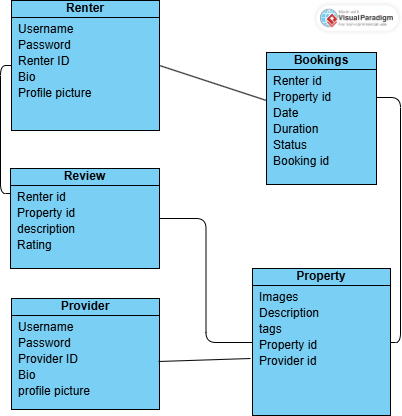 Renter
Username
Password
Renter ID
Bio
Profile picture
Made with
Visual Paradigm
For non-commercial use
Bookings
Renter id
Property id
Date
Duration
Status
Booking id
Review
Renter id
Property id
description
Rating
Provider
Username
Password
Provider ID
Bio
profile picture
Property
Images
Description
tags
Property id
Provider id